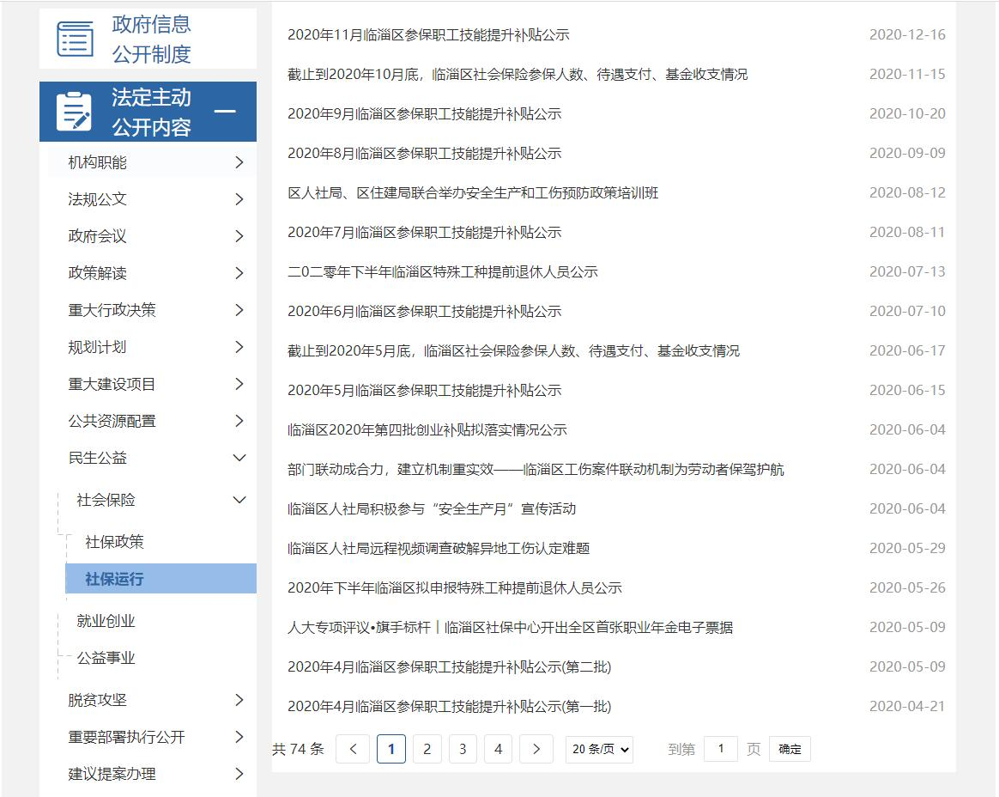 政府信息
公开制度
法定主动
公开内容
机构职能
法规公文
政府会议
政策解读
重大行政决策
规划计划
重大建设项目
公共资源配置
民生公益
社会保险
社保政策
社保运行
就业创业
公益事业
脱贫攻坚
重要部署执行公开
建议提案办理
2020年11月临淄区参保职工技能提升补贴公示 2020-12-16
截止到2020年10月底，临淄区社会保险参保人数、待遇支付、基金收支情况 2020-11-15
2020年9月临淄区参保职工技能提升补贴公示 2020-10-20
2020年8月临淄区参保职工技能提升补贴公示 2020-09-09
区人社局、区住建局联合举办安全生产和工伤预防政策培训班 2020-08-12
2020年7月临淄区参保职工技能提升补贴公示 2020-08-11
二0二零年下半年临淄区特殊工种提前退休人员公示 2020-07-13
2020年6月临淄区参保职工技能提升补贴公示 2020-07-10
截止到2020年5月底，临淄区社会保险参保人数、待遇支付、基金收支情况 2020-06-17
2020年5月临淄区参保职工技能提升补贴公示 2020-06-15
临淄区2020年第四批创业补贴拟落实情况公示 2020-06-04
部门联动成合力，建立机制重实效——临淄区工伤案件联动机制为劳动者保驾护航 2020-06-04
临淄区人社局积极参与“安全生产月”宣传活动 2020-06-04
临淄区人社局远程视频调查破解异地工伤认定难题 2020-05-29
2020年下半年临淄区拟申报特殊工种提前退休人员公示 2020-05-26
人大专项评议•旗手标杆｜临淄区社保中心开出全区首张职业年金电子票据 2020-05-09
2020年4月临淄区参保职工技能提升补贴公示(第二批) 2020-05-09
2020年4月临淄区参保职工技能提升补贴公示(第一批) 2020-04-21
共 74 条 < 1 2 3 4 > 20 条/页 到第 1 页 确定